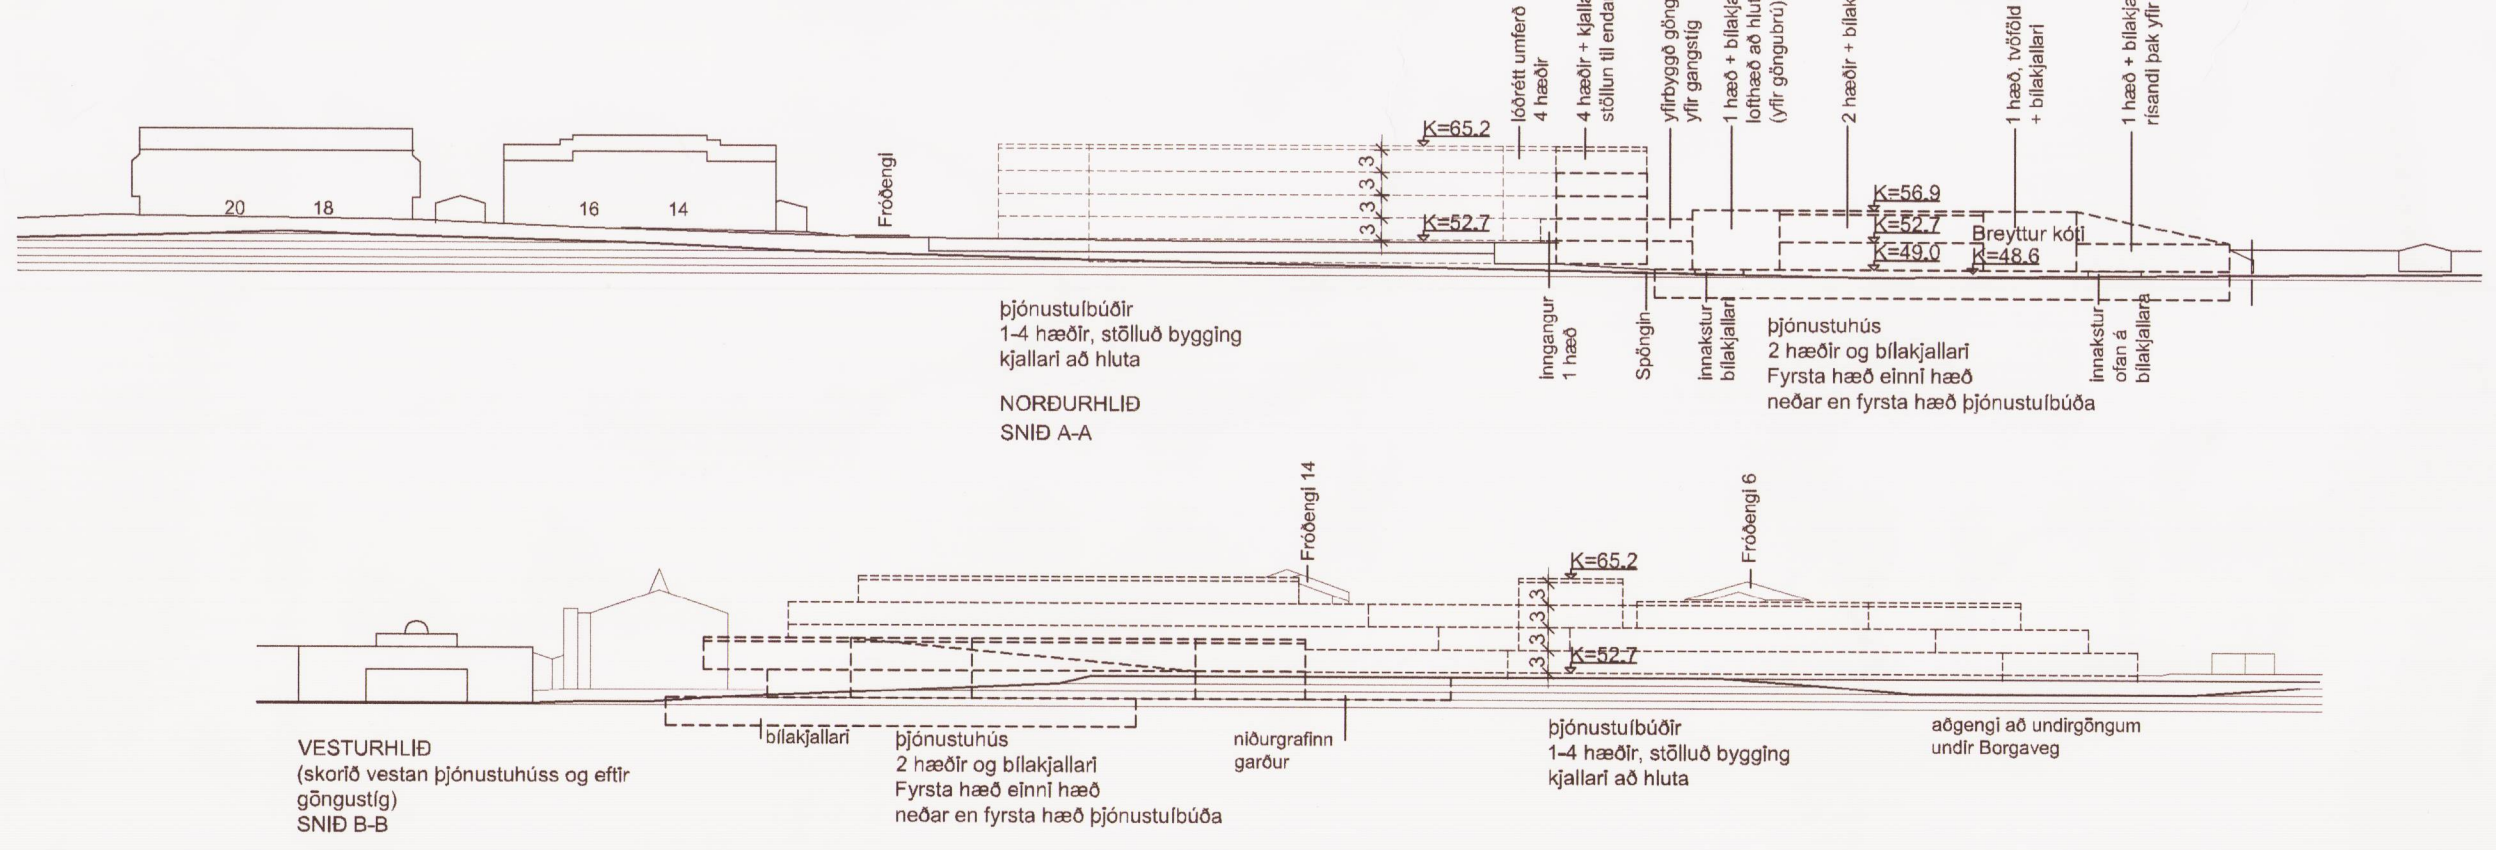 lóðrétt umferð
4 hæðir
4 hæðir +
stöllun til
yfirbyggð
yfir gangstíg
1 hæð +
lofthæð að
(yfir göngubrú)
2 hæðir +
1 hæð, tvöföld
+ bílakjallari
1 hæð +
rísandi þak yfir
20
18
16
14
Fróðengi
K=65.2
3
3
3
3
K=52.7
K=56.9
K=52.7
Breyttur kóti
K=49.0
K=48.6
þjónustuíbúðir
1-4 hæðir, stölluð bygging
kjallari að hluta
NORÐURHLIÐ
SNIÐ A-A
inngangur
1 hæð
Spöngin
innakstur
bílakjallari
þjónustuhús
2 hæðir og bílakjallari
Fyrsta hæð einni hæð
neðar en fyrsta hæð þjónustuíbúða
innakstur
ofan á
bílakjallara
Fróðengi 14
Fróðengi 6
K=65.2
3
3
3
3
K=52.7
VESTURHLIÐ
(skorið vestan þjónustuhúss og eftir
göngustíg)
SNIÐ B-B
bílakjallari
þjónustuhús
2 hæðir og bílakjallari
Fyrsta hæð einni hæð
neðar en fyrsta hæð þjónustuíbúða
niðurgrafinn
garður
þjónustuíbúðir
1-4 hæðir, stölluð bygging
kjallari að hluta
aðgengi að undirgöngum
undir Borgaveg